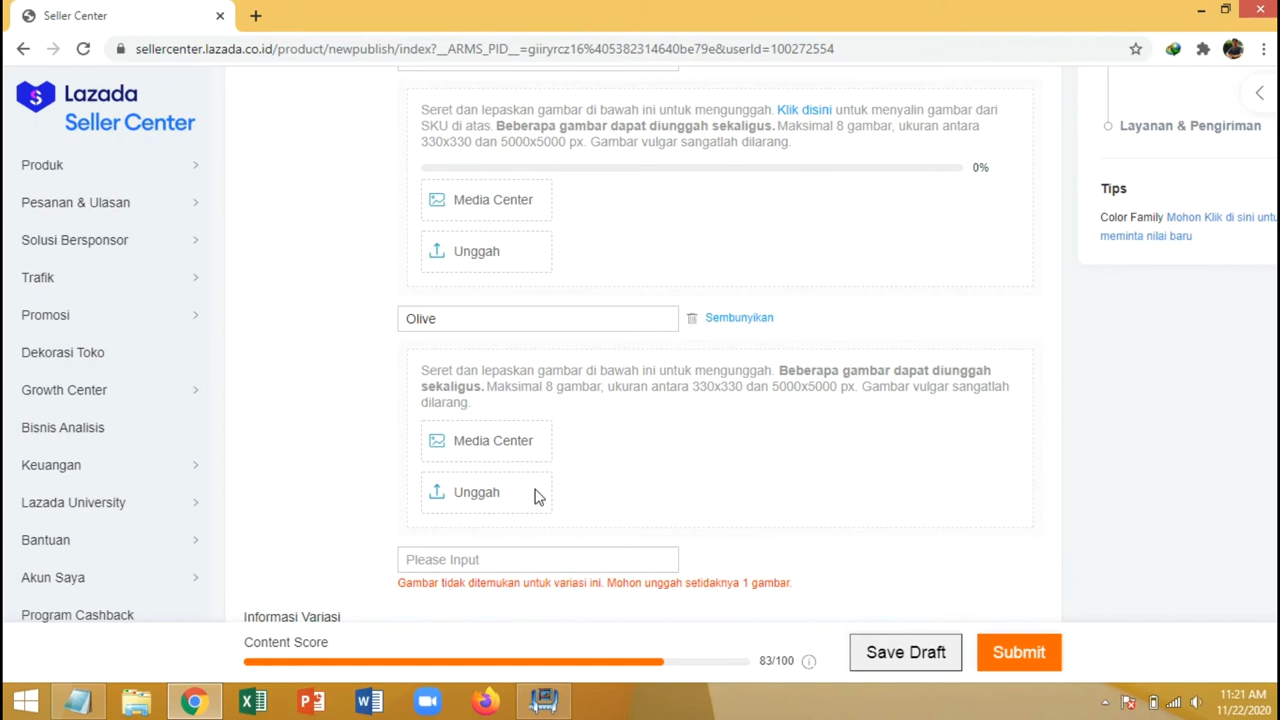 Seller Center
sellercenter.lazada.co.id/product/newpublish/index?__ARMS_PID__=giiryrcz16%405382314640be79e&userId=100272554
Lazada
Seller Center
Produk
Pesanan & Ulasan
Solusi Bersponsor
Trafik
Promosi
Dekorasi Toko
Growth Center
Bisnis Analisis
Keuangan
Lazada University
Bantuan
Akun Saya
Program Cashback
Seret dan lepaskan gambar di bawah ini untuk mengunggah. Klik disini untuk menyalin gambar dari
SKU di atas. Beberapa gambar dapat diunggah sekaligus. Maksimal 8 gambar, ukuran antara
330x330 dan 5000x5000 px. Gambar vulgar sangatlah dilarang.
0%
Media Center
Unggah
Olive
Sembunyikan
Seret dan lepaskan gambar di bawah ini untuk mengunggah. Beberapa gambar dapat diunggah
sekaligus. Maksimal 8 gambar, ukuran antara 330x330 dan 5000x5000 px. Gambar vulgar sangatlah
dilarang.
Media Center
Unggah
Please Input
Gambar tidak ditemukan untuk variasi ini. Mohon unggah setidaknya 1 gambar.
Informasi Variasi
Content Score
83/100
Save Draft
Submit
Layanan & Pengiriman
Tips
Color Family Mohon Klik di sini untu
meminta nilai baru
11:21 AM
11/22/2020